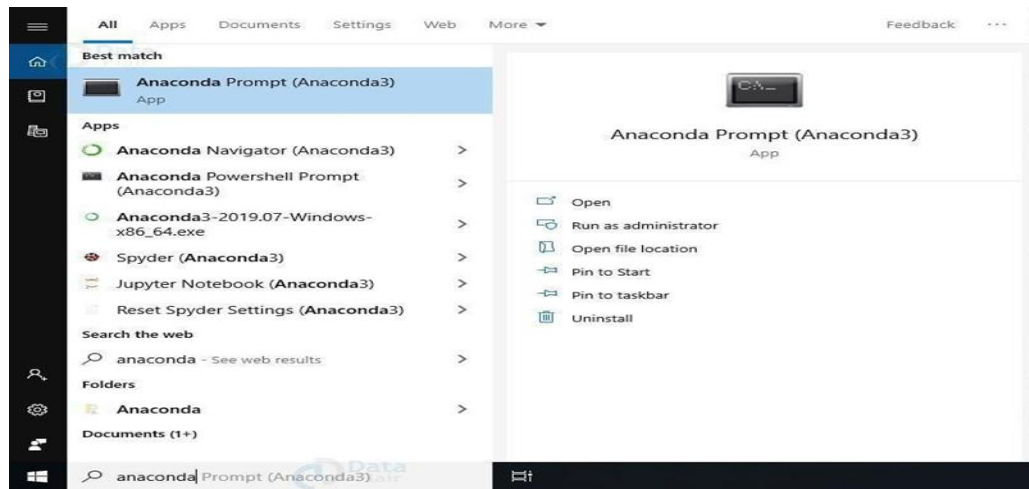 All Apps Documents Settings Web More Feedback ...
Best match
Anaconda Prompt (Anaconda3)
App
Apps
Anaconda Navigator (Anaconda3)
Anaconda Powershell Prompt
(Anaconda3)
Anaconda3-2019.07-Windows-
x86_64.exe
Spyder (Anaconda3)
Jupyter Notebook (Anaconda3)
Reset Spyder Settings (Anaconda3)
Search the web
anaconda - See web results
Folders
Anaconda
Documents (1+)
anaconda Prompt (Anaconda3)
Data
C:\_
Anaconda Prompt (Anaconda3)
App
Open
Run as administrator
Open file location
Pin to Start
Pin to taskbar
Uninstall